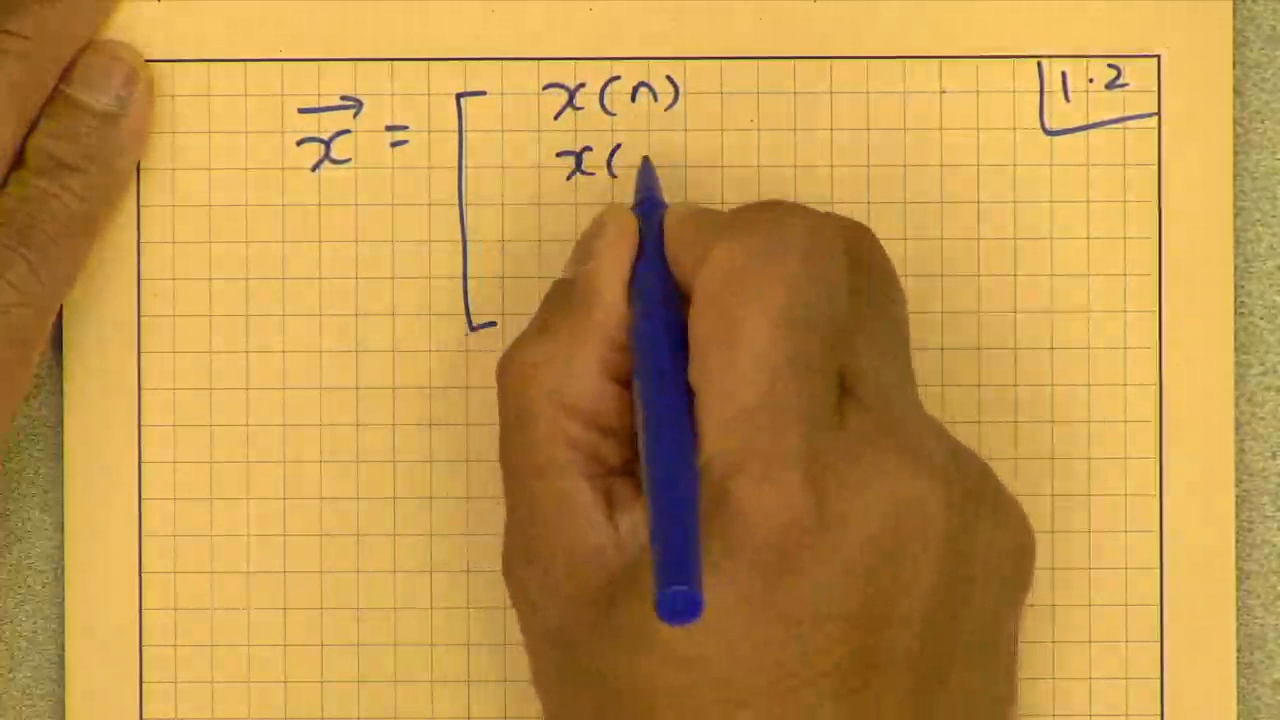 1.2
x⃗ = [ x(n)
x(